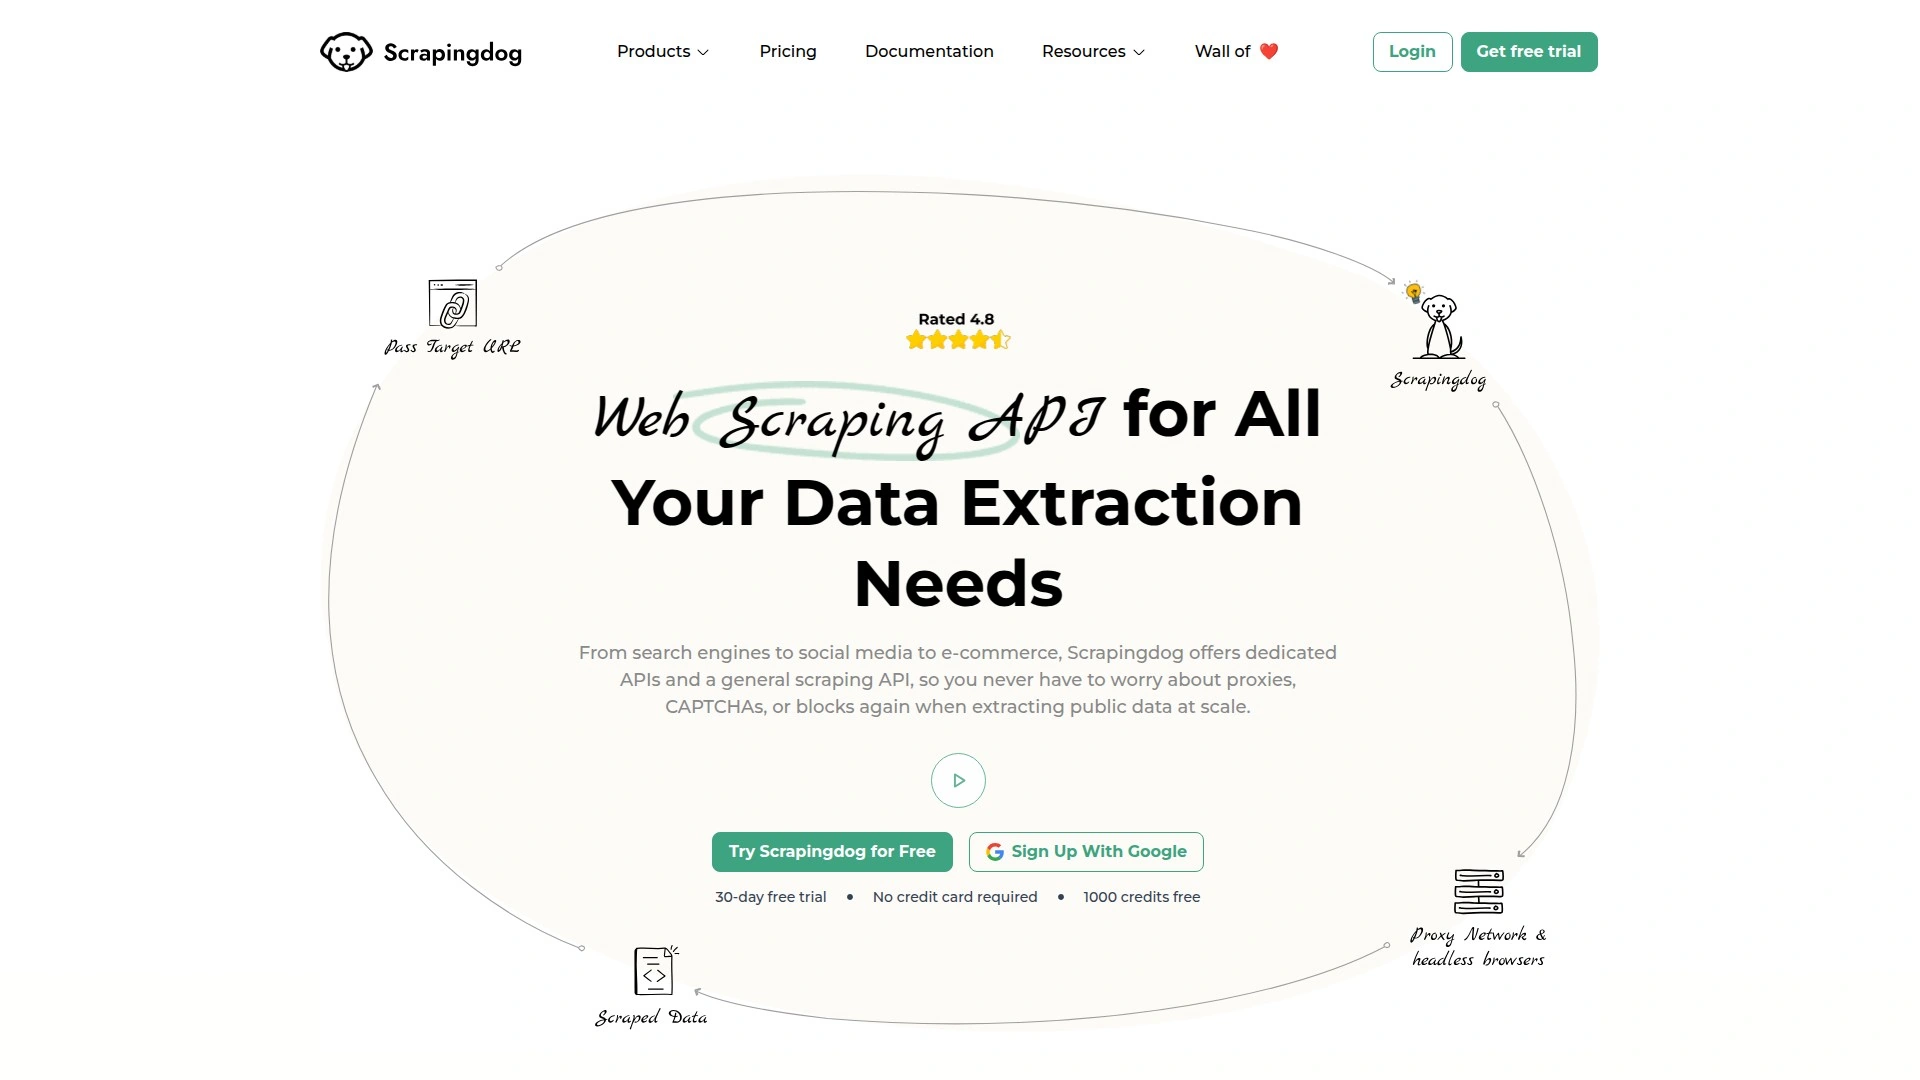 Scrapingdog
Products
Pricing
Documentation
Resources
Wall of ❤️
Login
Get free trial
Pass Target URL
Scrapingdog
Rated 4.8
Web Scraping API for All
Your Data Extraction
Needs
From search engines to social media to e-commerce, Scrapingdog offers dedicated
APIs and a general scraping API, so you never have to worry about proxies,
CAPTCHAs, or blocks again when extracting public data at scale.
Try Scrapingdog for Free
Sign Up With Google
30-day free trial • No credit card required • 1000 credits free
Proxy Network &
headless browsers
Scraped Data